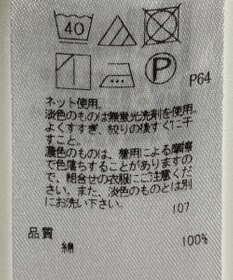 40
P
P64
ネット使用。
淡色のものは無蛍光洗剤を使用。
よくすすぎ、絞りの後すぐに干
すこと。
濃色のものは、着用による摩擦
で色落ちすることがありますの
で、組合せの衣服にご注意くださ
い。また、淡色のものとは別
にお洗い下さい。
107
品質
綿 100%